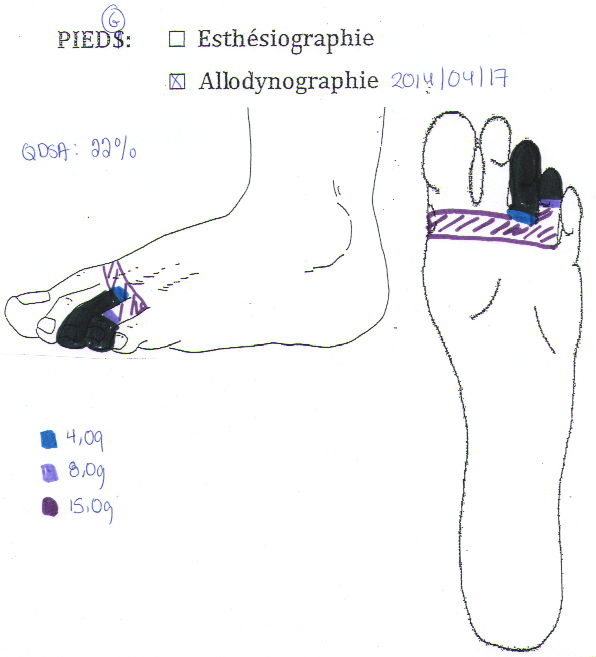 G
PIEDS: ☐ Esthésiographie
☒ Allodynographie 2014/04/17
QDSA: 22%
4,0g
8,0g
15,0g